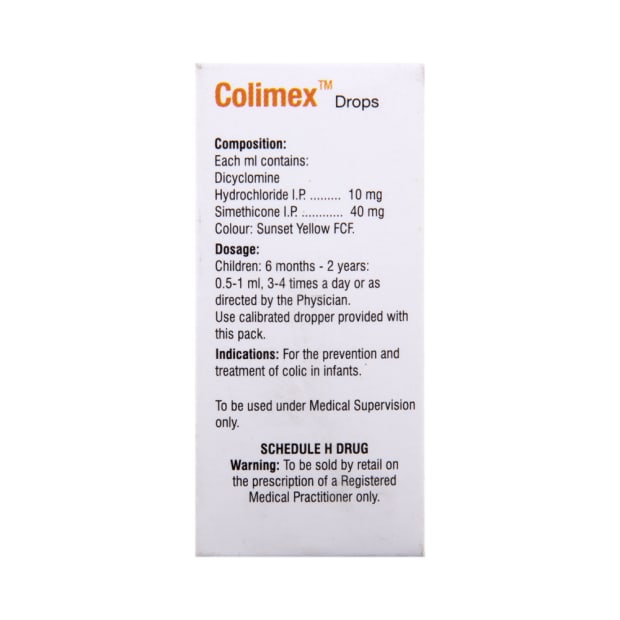 Colimex™ Drops
Composition:
Each ml contains:
Dicyclomine
Hydrochloride I.P. ......... 10 mg
Simethicone I.P. ............ 40 mg
Colour: Sunset Yellow FCF.
Dosage:
Children: 6 months - 2 years:
0.5-1 ml, 3-4 times a day or as
directed by the Physician.
Use calibrated dropper provided with
this pack.
Indications: For the prevention and
treatment of colic in infants.
To be used under Medical Supervision
only.
SCHEDULE H DRUG
Warning: To be sold by retail on
the prescription of a Registered
Medical Practitioner only.